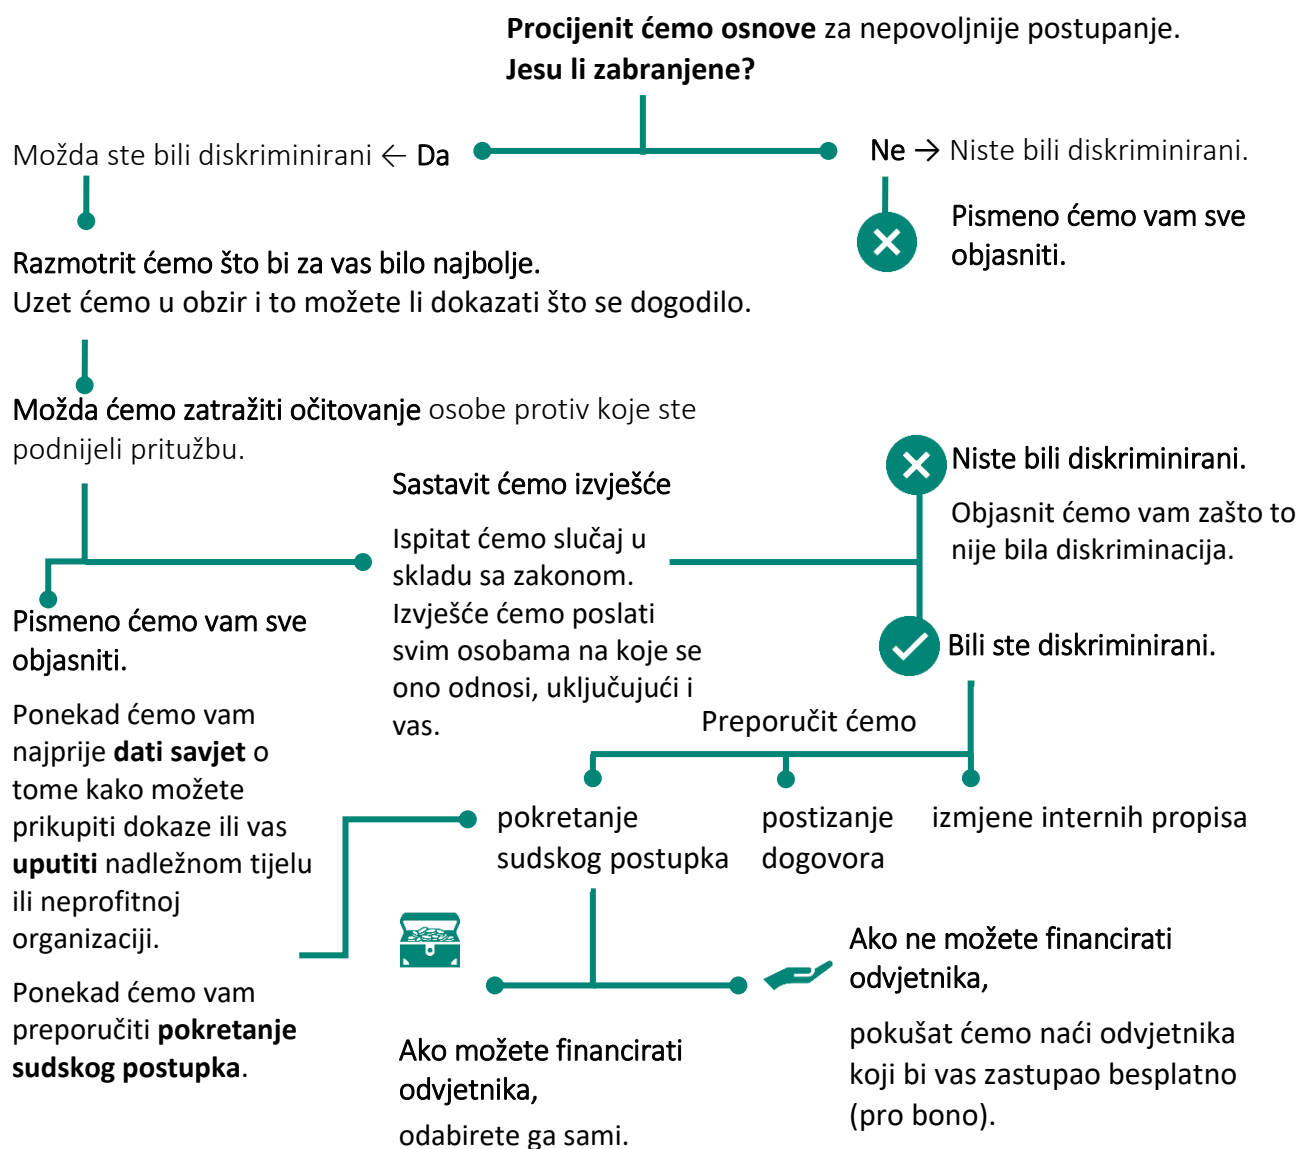 Procijenit ćemo osnove za nepovoljnije postupanje.
Jesu li zabranjene?
Možda ste bili diskriminirani ← Da
Ne → Niste bili diskriminirani.
Pismeno ćemo vam sve
objasniti.
Razmotrit ćemo što bi za vas bilo najbolje.
Uzet ćemo u obzir i to možete li dokazati što se dogodilo.
Možda ćemo zatražiti očitovanje osobe protiv koje ste
podnijeli pritužbu.
Sastavit ćemo izvješće
Ispitat ćemo slučaj u
skladu sa zakonom.
Izvješće ćemo poslati
svim osobama na koje se
ono odnosi, uključujući i
vas.
Niste bili diskriminirani.
Objasnit ćemo vam zašto to
nije bila diskriminacija.
Bili ste diskriminirani.
Pismeno ćemo vam sve
objasniti.
Ponekad ćemo vam
najprije dati savjet o
tome kako možete
prikupiti dokaze ili vas
uputiti nadležnom tijelu
ili neprofitnoj
organizaciji.
Ponekad ćemo vam
preporučiti pokretanje
sudskog postupka.
Preporučit ćemo
pokretanje
sudskog postupka
postizanje
dogovora
izmjene internih propisa
Ako možete financirati
odvjetnika,
odabirete ga sami.
Ako ne možete financirati
odvjetnika,
pokušat ćemo naći odvjetnika
koji bi vas zastupao besplatno
(pro bono).